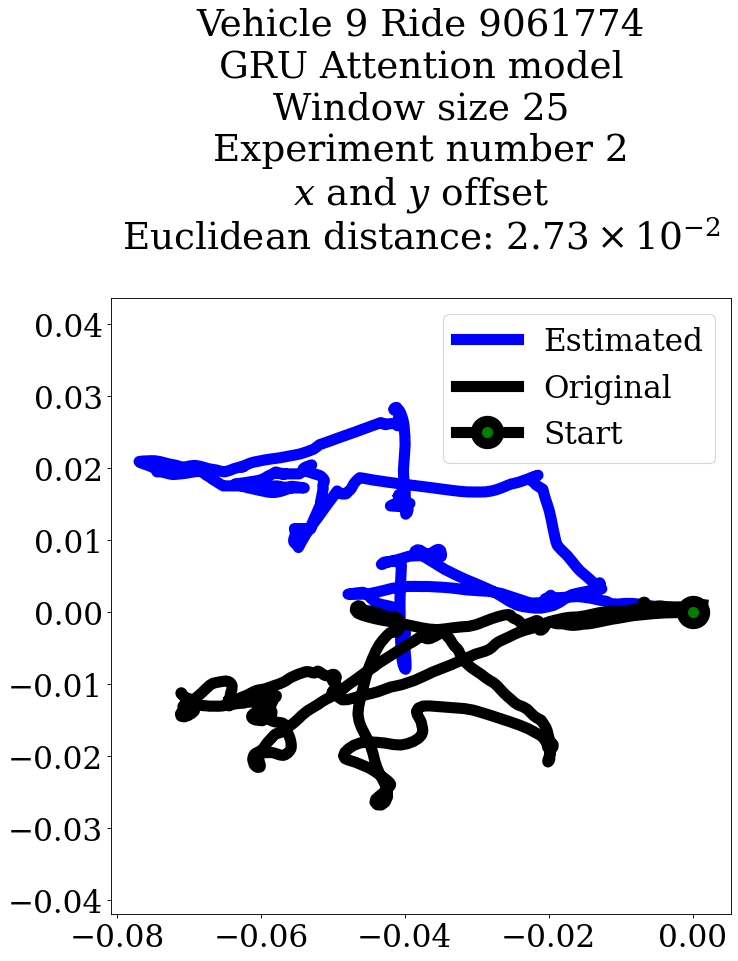 Vehicle 9 Ride 9061774
GRU Attention model
Window size 25
Experiment number 2
x and y offset
Euclidean distance: 2.73 × 10⁻²
0.04
0.03
0.02
0.01
0.00
−0.01
−0.02
−0.03
−0.04
Estimated
Original
Start
−0.08 −0.06 −0.04 −0.02 0.00